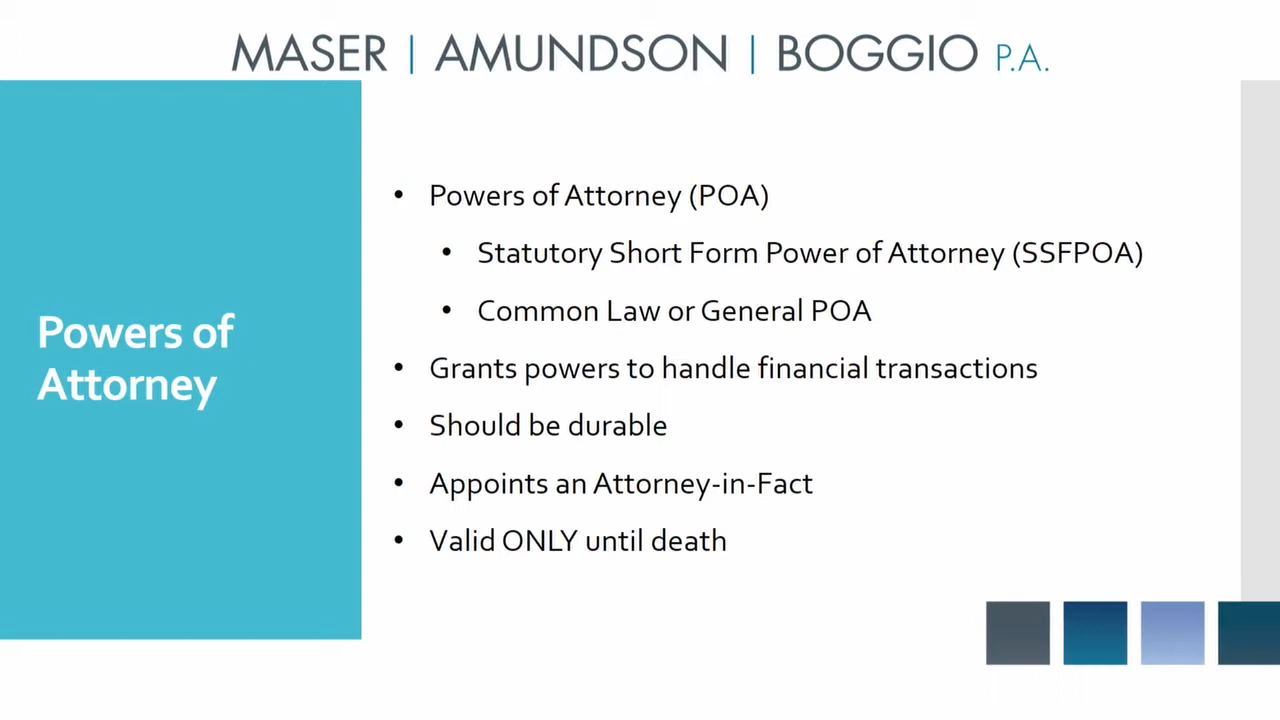 MASER | AMUNDSON | BOGGIO P.A.
Powers of
Attorney
• Powers of Attorney (POA)
• Statutory Short Form Power of Attorney (SSFPOA)
• Common Law or General POA
• Grants powers to handle financial transactions
• Should be durable
• Appoints an Attorney-in-Fact
• Valid ONLY until death